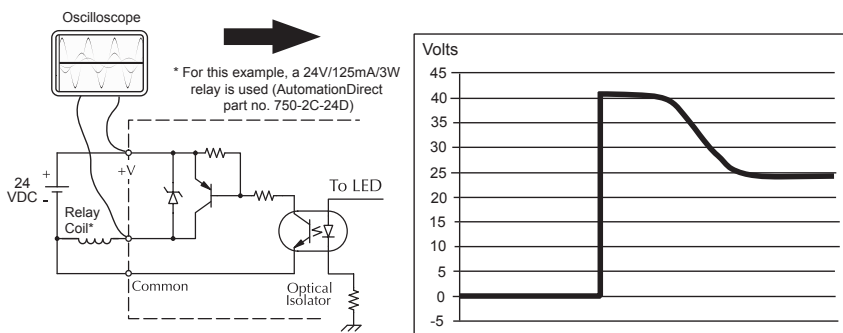 Oscilloscope
* For this example, a 24V/125mA/3W
relay is used (AutomationDirect
part no. 750-2C-24D)
+V
+
24
VDC
-
Relay
Coil*
Common
To LED
Optical
Isolator
Volts
45
40
35
30
25
20
15
10
5
0
-5